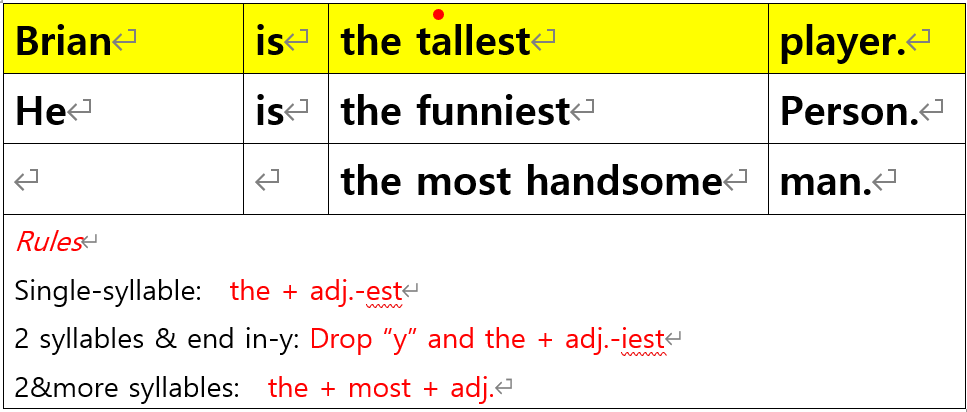 Brian is the tallest player.
He is the funniest Person.
the most handsome man.
Rules
Single-syllable: the + adj.-est
2 syllables & end in-y: Drop “y” and the + adj.-iest
2&more syllables: the + most + adj.